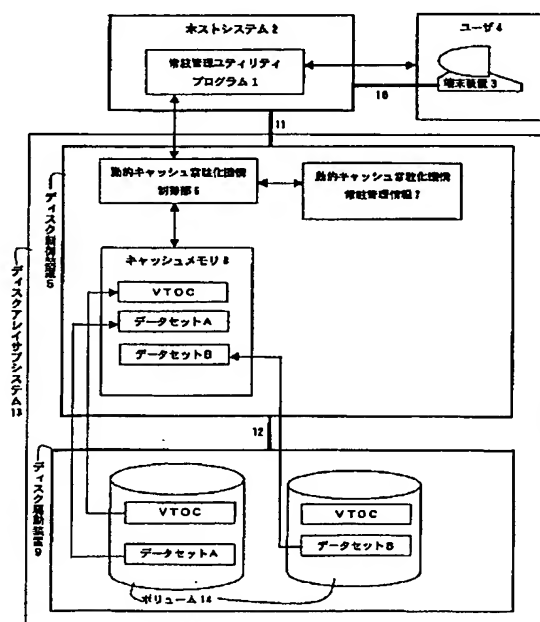 ホストシステム2
常駐管理ユティリティ
プログラム1
ユーザ4
端末装置3
10
11
動的キャッシュ常駐化機構
制御部6
動的キャッシュ常駐化機構
常駐管理情報7
キャッシュメモリ8
VTOC
データセットA
データセットB
ディスク制御装置5
ディスクアレイサブシステム13
12
ディスク駆動装置9
VTOC
データセットA
VTOC
データセットB
ボリューム14